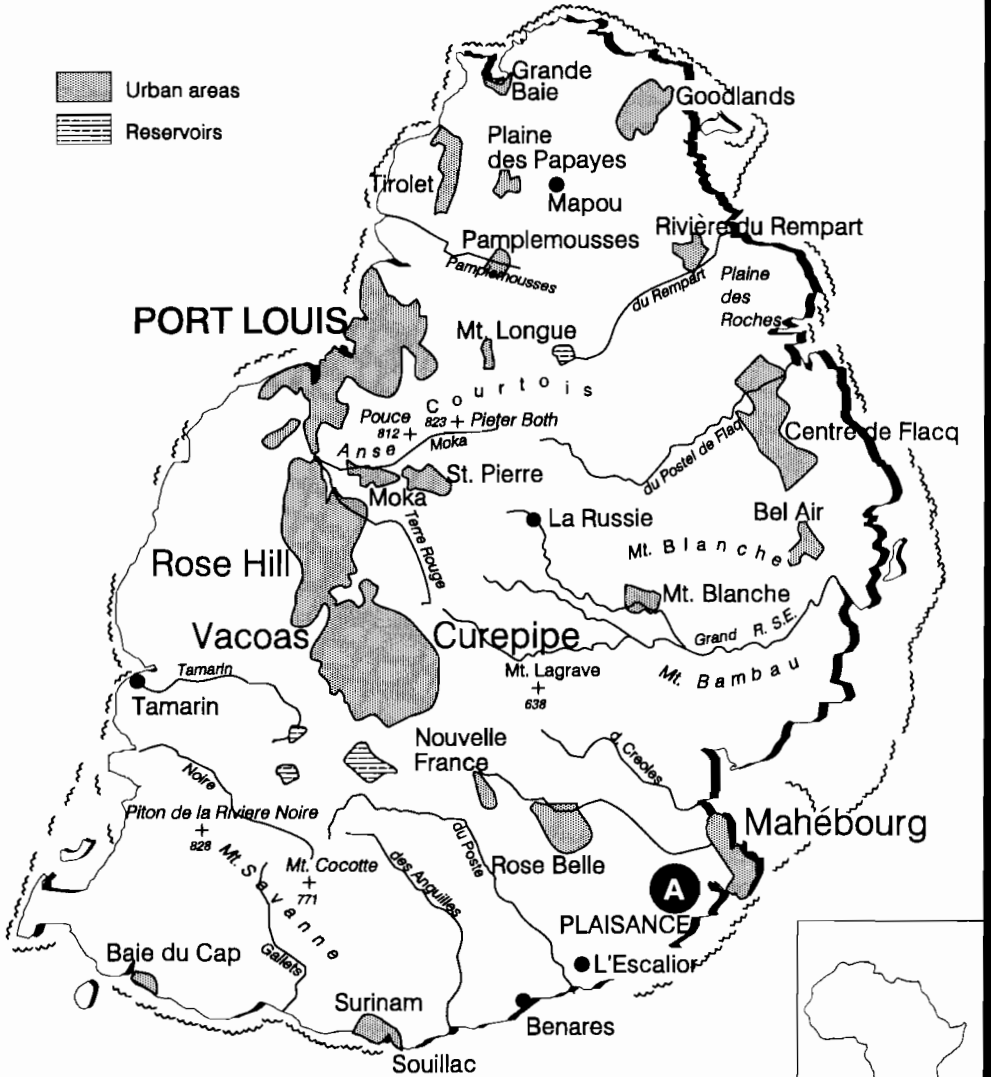 Urban areas
Reservoirs
Grande
Baie
Goodlands
Plaine
des Papayes
Tirolet
Mapou
Rivière du Rempart
Pamplemousses
Pamplemousses
du Rempart
Plaine
des
Roches
PORT LOUIS
Mt. Longue
Courtois
Pouce
812
823
Pieter Both
Anse
Moka
Centre de Flacq
du Postel de Flaq
Moka
St. Pierre
La Russie
Bel Air
Terre Rouge
Mt. Blanche
Rose Hill
Mt. Blanche
Vacoas
Curepipe
Grand R. S.E.
Mt. Lagrave
638
Mt. Bambau
Tamarin
Tamarin
Nouvelle
France
d. Creoles
Noire
Piton de la Riviere Noire
828
Mt. Savanne
Mt. Cocotte
771
du Poste
des Anguilles
Rose Belle
Mahébourg
A
PLAISANCE
Baie du Cap
Gallets
L'Escalior
Surinam
Benares
Souillac